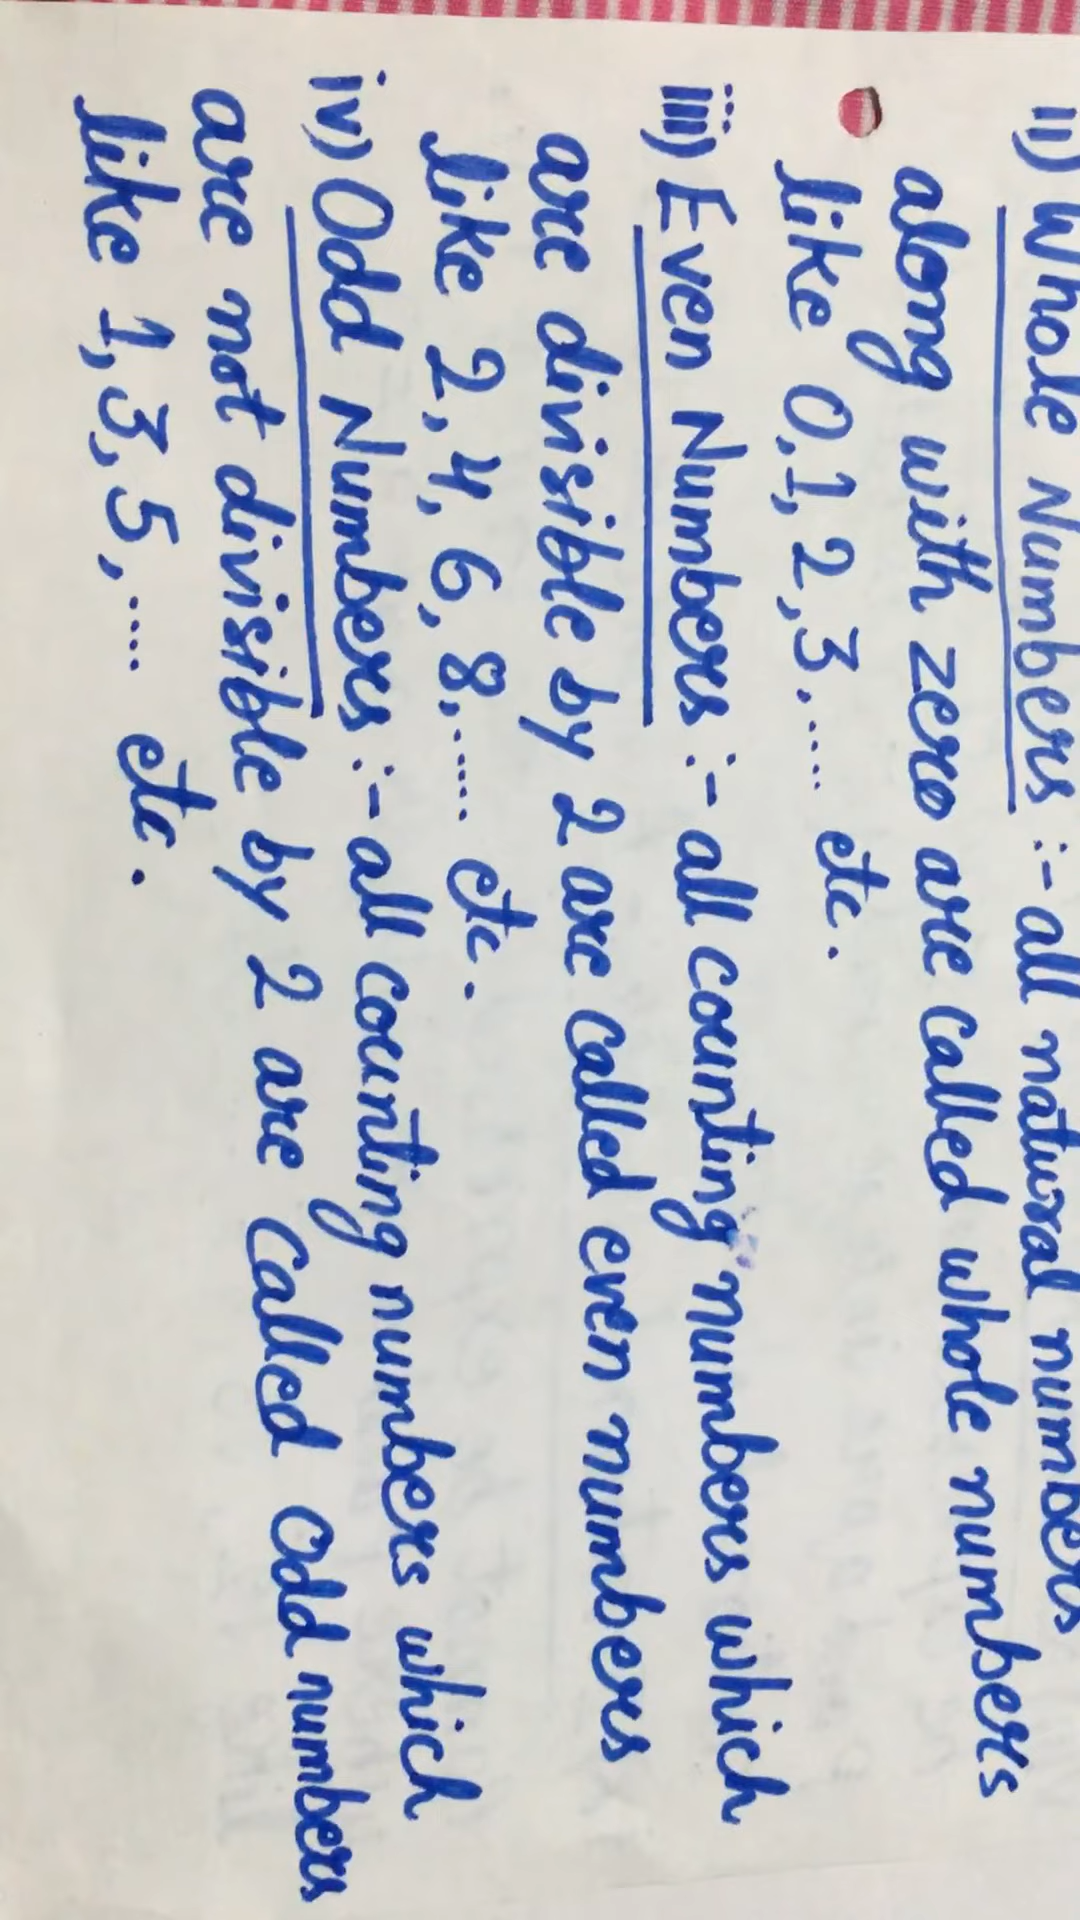 ii) Whole Numbers :- all natural numbers
along with zero are called whole numbers
like 0,1,2,3..... etc.
iii) Even Numbers :- all counting numbers which
are divisible by 2 are called even numbers
like 2,4,6,8,..... etc.
iv) Odd Numbers :- all counting numbers which
are not divisible by 2 are called odd numbers
like 1,3,5,.... etc.